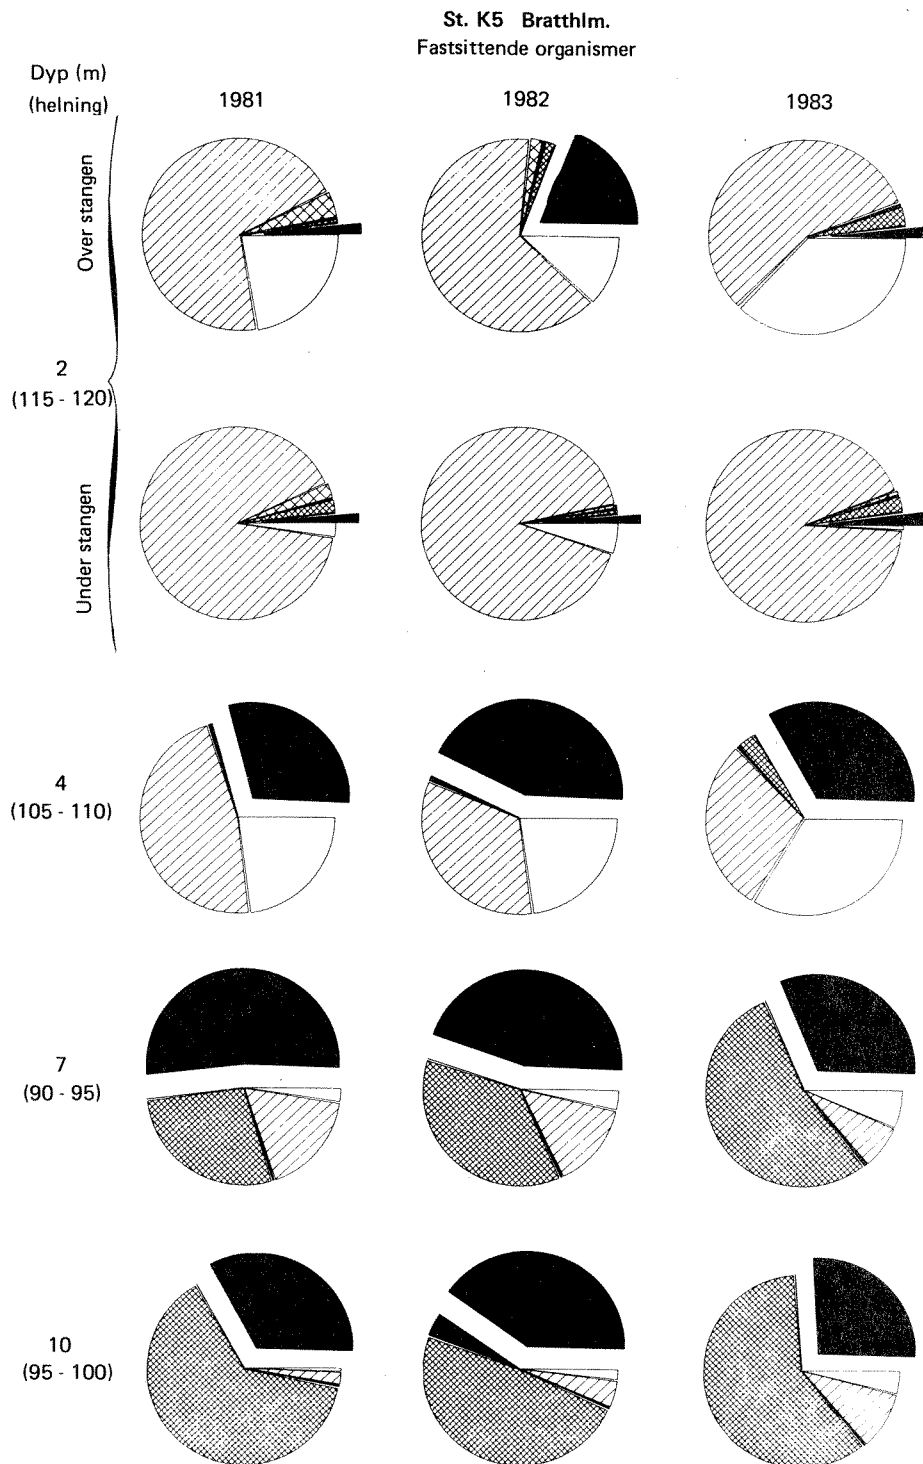 St. K5 Bratthlm.
Fastsittende organismer
Dyp (m)
(helning)
1981
1982
1983
Over stangen
2
(115 - 120)
Under stangen
4
(105 - 110)
7
(90 - 95)
10
(95 - 100)